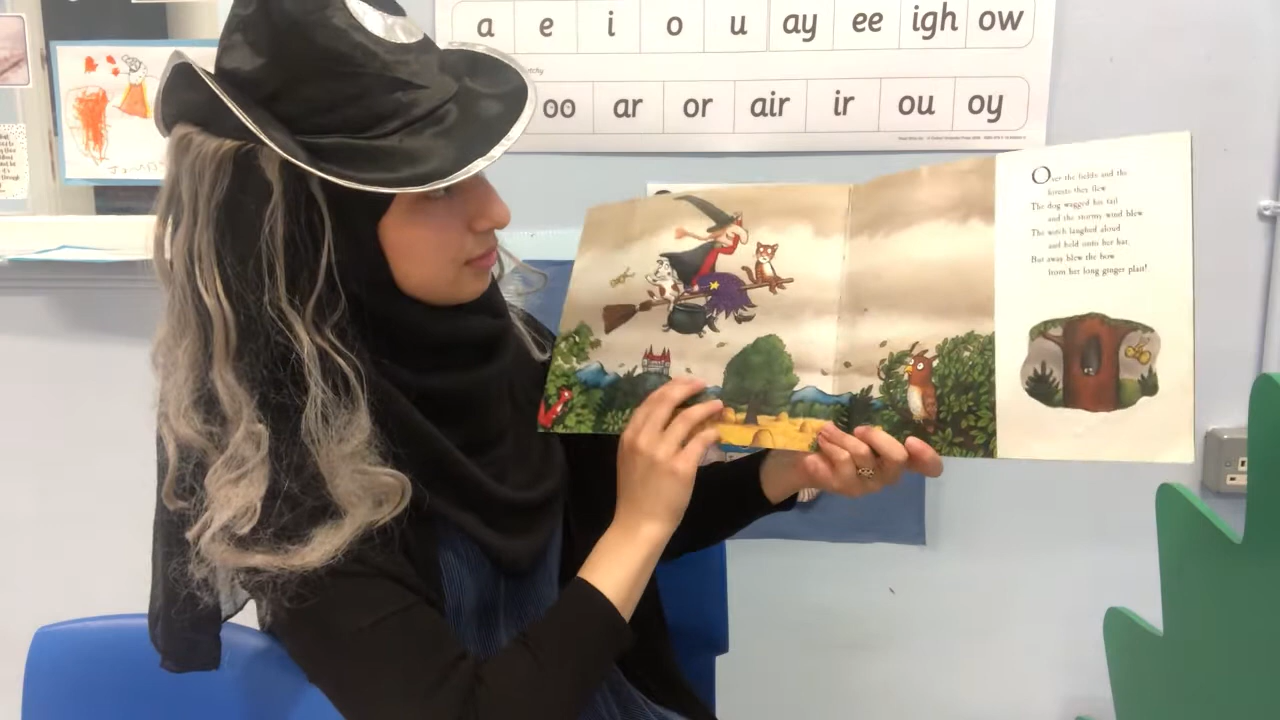 a e i o u ay ee igh ow
oo ar or air ir ou oy
Over the fields and the
forests they flew
The dog wagged his tail
and the stormy wind blew
The witch laughed aloud
and held onto her hat,
But away blew the bow
from her long ginger plait!